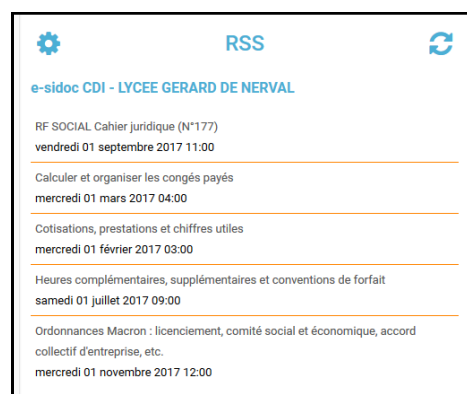 RSS
e-sidoc CDI - LYCEE GERARD DE NERVAL
RF SOCIAL Cahier juridique (N°177)
vendredi 01 septembre 2017 11:00
Calculer et organiser les congés payés
mercredi 01 mars 2017 04:00
Cotisations, prestations et chiffres utiles
mercredi 01 février 2017 03:00
Heures complémentaires, supplémentaires et conventions de forfait
samedi 01 juillet 2017 09:00
Ordonnances Macron : licenciement, comité social et économique, accord
collectif d'entreprise, etc.
mercredi 01 novembre 2017 12:00